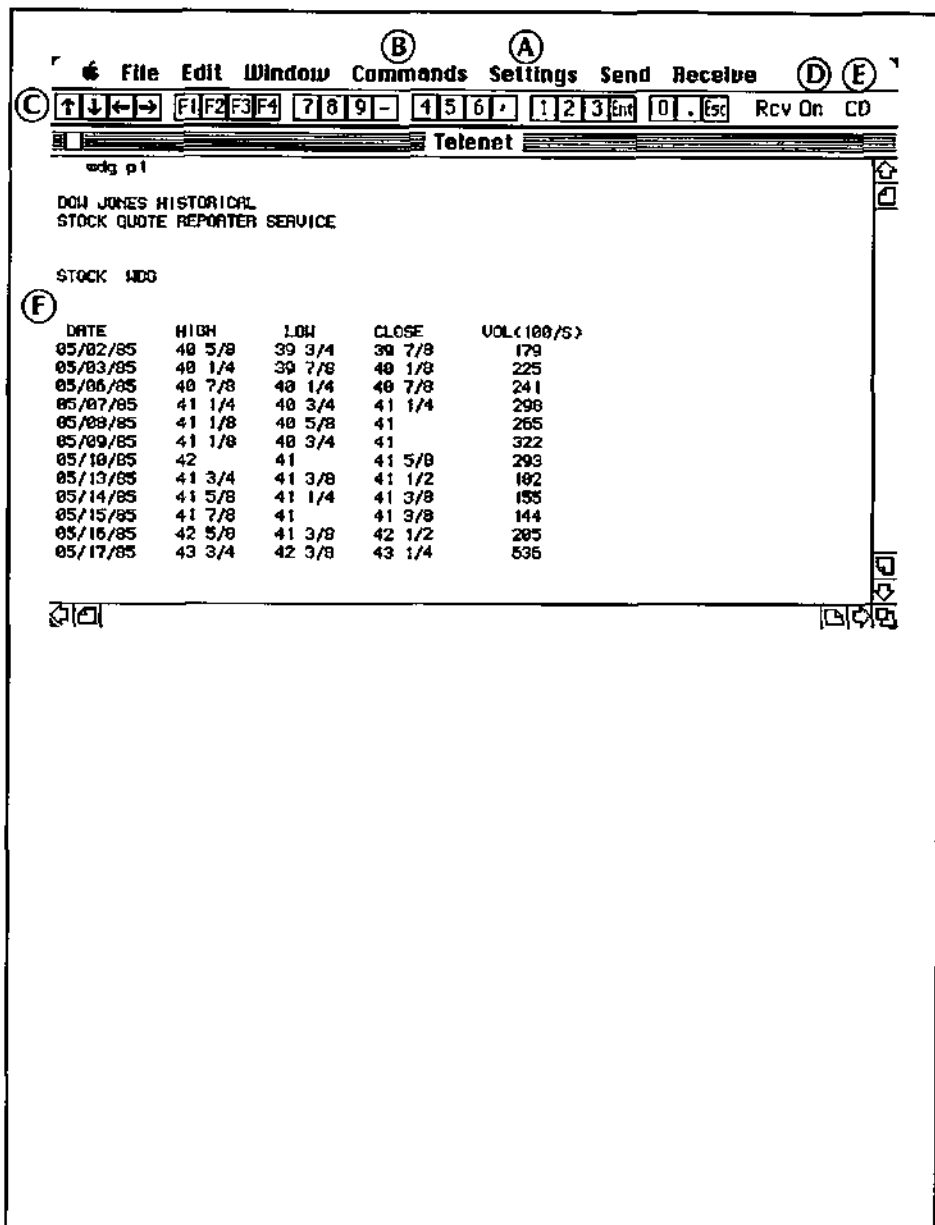 B A
File Edit Window Commands Settings Send Receive D E
C ↑ ↓ ← → F1 F2 F3 F4 7 8 9 - 4 5 6 , 1 2 3 Ent 0 . Esc Rcv On CD
Telenet
wdg p1
DOW JONES HISTORICAL
STOCK QUOTE REPORTER SERVICE
STOCK WDG
F
DATE HIGH LOW CLOSE VOL(100/S)
05/02/85 40 5/8 39 3/4 39 7/8 179
05/03/85 40 1/4 39 7/8 40 1/8 225
05/06/85 40 7/8 40 1/4 40 7/8 241
05/07/85 41 1/4 40 3/4 41 1/4 298
05/08/85 41 1/8 40 5/8 41 265
05/09/85 41 1/8 40 3/4 41 322
05/10/85 42 41 41 5/8 293
05/13/85 41 3/4 41 3/8 41 1/2 182
05/14/85 41 5/8 41 1/4 41 3/8 155
05/15/85 41 7/8 41 41 3/8 144
05/16/85 42 5/8 41 3/8 42 1/2 205
05/17/85 43 3/4 42 3/8 43 1/4 536